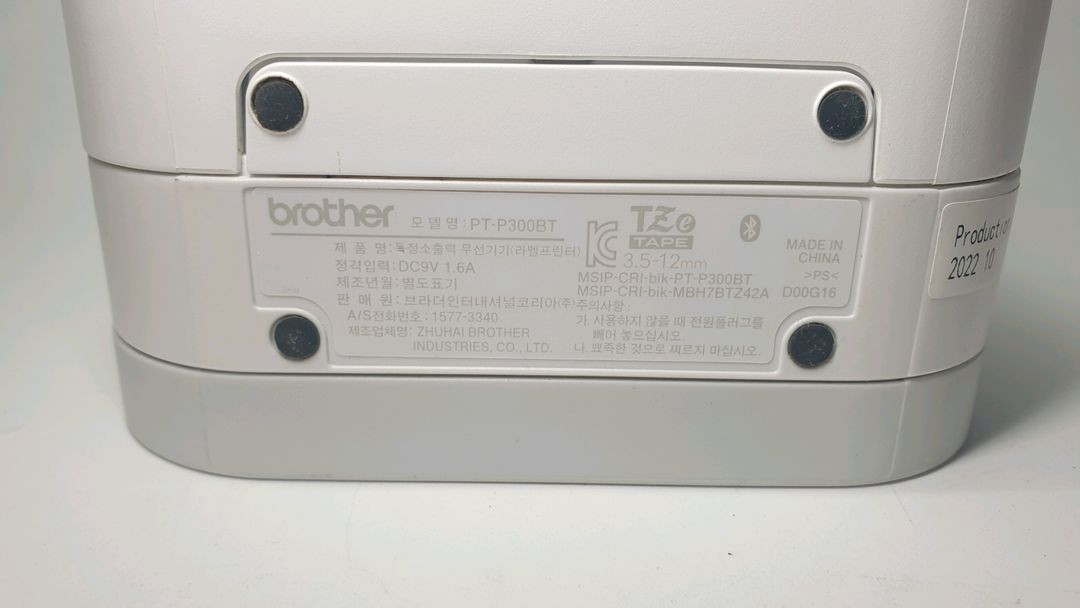 brother 모델명: PT-P300BT
제 품 명: 특정소출력 무선기기(라벨프린터)
정격입력: DC9V 1.6A
제조년월: 별도표기
판 매 원: 브라더인터내셔널코리아(주)
A/S전화번호: 1577-3340
제조업체명: ZHUHAI BROTHER
INDUSTRIES, CO., LTD.
TZe
TAPE
3.5-12mm
MSIP-CRI-bik-PT-P300BT
MSIP-CRI-bik-MBH7BTZ42A
주의사항:
가. 사용하지 않을 때 전원플러그를
빼어 놓으십시오.
나. 뾰족한 것으로 찌르지 마십시오.
MADE IN
CHINA
>PS<
D00G16
Production
2022 10